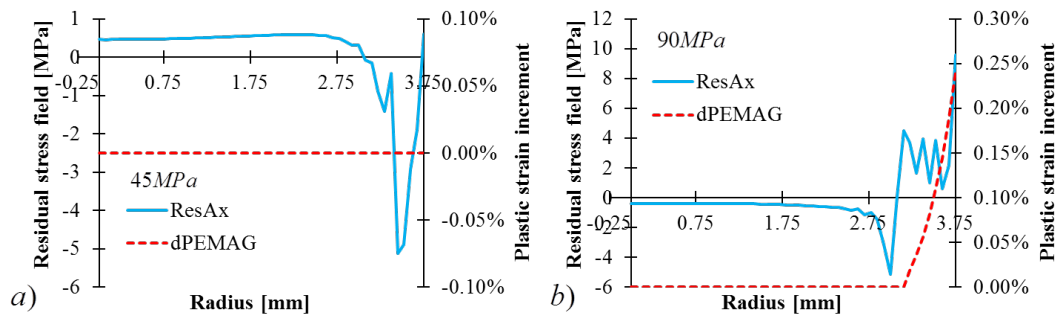 Residual stress field [MPa]
1
0
-1
-2
-3
-4
-5
-6
-0.25 0.75 1.75 2.75 3.75
0.10%
0.05%
0.00%
-0.05%
-0.10%
Plastic strain increment
45MPa
ResAx
dPEMAG
a)
Radius [mm]
Residual stress field [MPa]
12
10
8
6
4
2
0
-2
-4
-6
-0.25 0.75 1.75 2.75 3.75
0.30%
0.25%
0.20%
0.15%
0.10%
0.05%
0.00%
Plastic strain increment
90MPa
ResAx
dPEMAG
b)
Radius [mm]